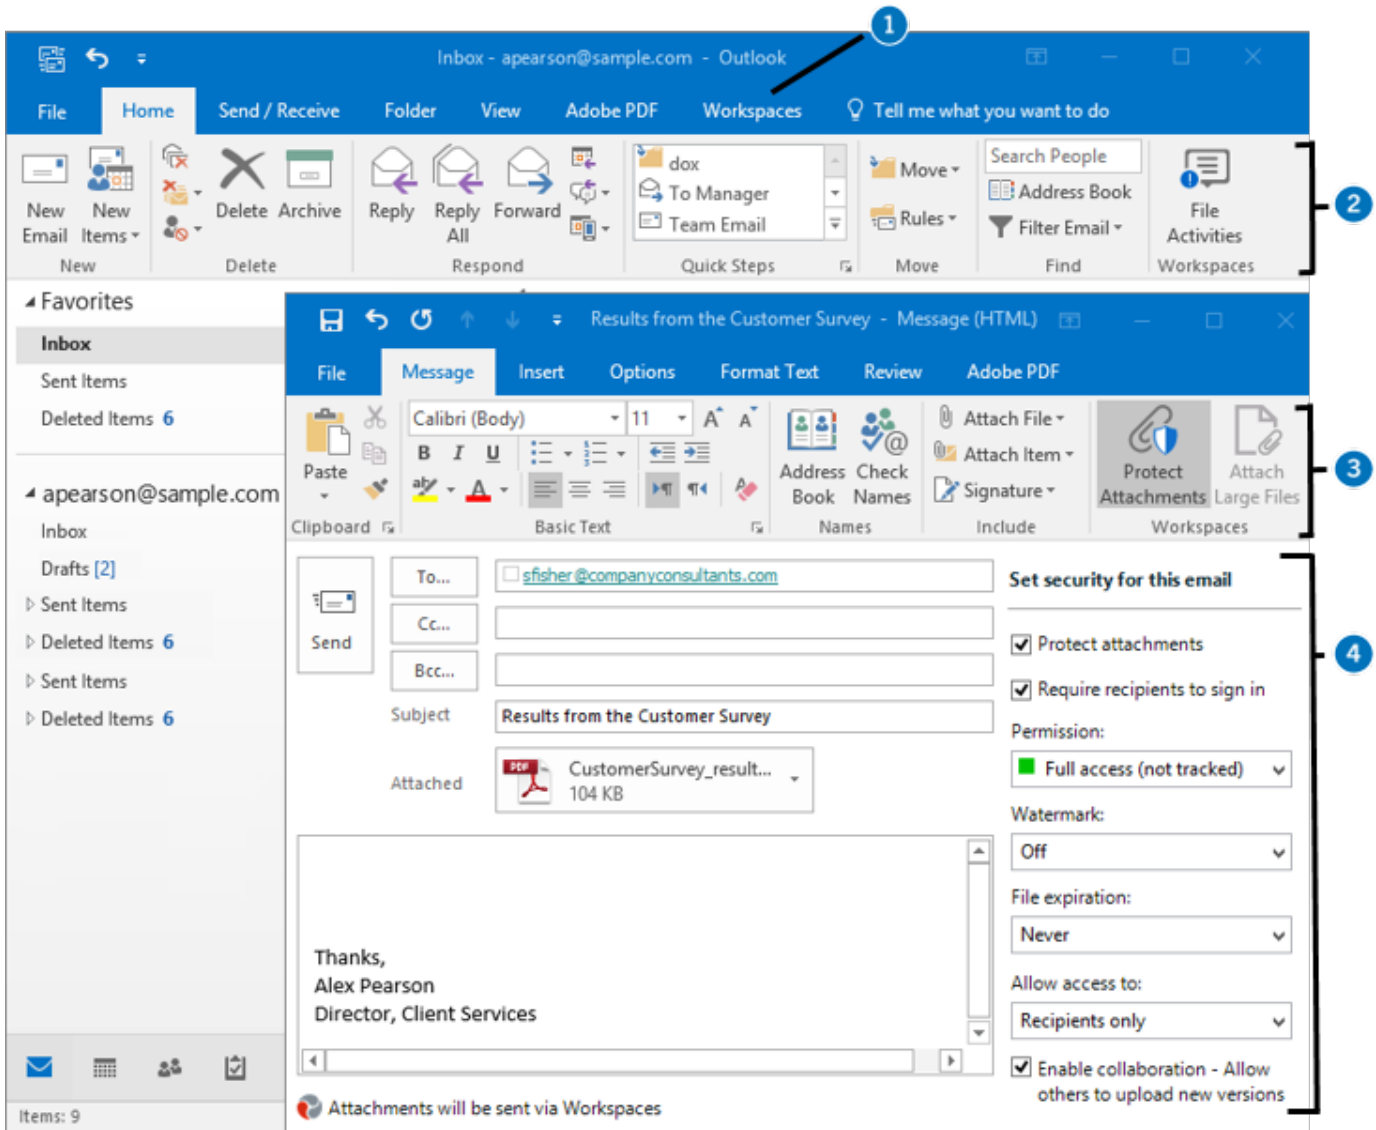 1
Inbox - apearson@sample.com - Outlook
File Home Send / Receive Folder View Adobe PDF Workspaces Tell me what you want to do
New Email
New Items
Delete
Archive
Reply
Reply All
Forward
dox
To Manager
Team Email
Move
Rules
Search People
Address Book
Filter Email
File Activities
2
New Delete Respond Quick Steps Move Find Workspaces
Favorites
Inbox
Sent Items
Deleted Items 6
apearson@sample.com
Inbox
Drafts [2]
Sent Items
Deleted Items 6
Sent Items
Deleted Items 6
Items: 9
Results from the Customer Survey - Message (HTML)
File Message Insert Options Format Text Review Adobe PDF
Paste
Calibri (Body) 11 A A
B I U
A
Address Book
Check Names
Attach File
Attach Item
Signature
Protect Attachments
Attach Large Files
3
Clipboard Basic Text Names Include Workspaces
Send
To... sfisher@companyconsultants.com
Cc...
Bcc...
Subject Results from the Customer Survey
Attached PDF CustomerSurvey_result...
104 KB
Thanks,
Alex Pearson
Director, Client Services
Attachments will be sent via Workspaces
Set security for this email
Protect attachments
Require recipients to sign in
Permission:
Full access (not tracked)
Watermark:
Off
File expiration:
Never
Allow access to:
Recipients only
Enable collaboration - Allow
others to upload new versions
4